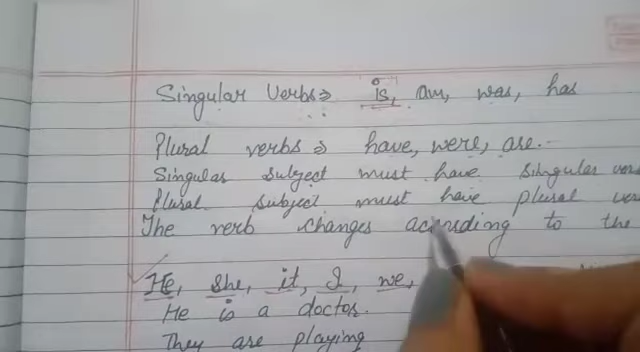 Singular Verbs⇒ is, am, was, has
Plural verbs ⇒ have, were, are.
Singular subject must have singular
Plural subject must have plural
The verb changes according to the
He, she, it, I, we,
He is a doctor.
They are playing